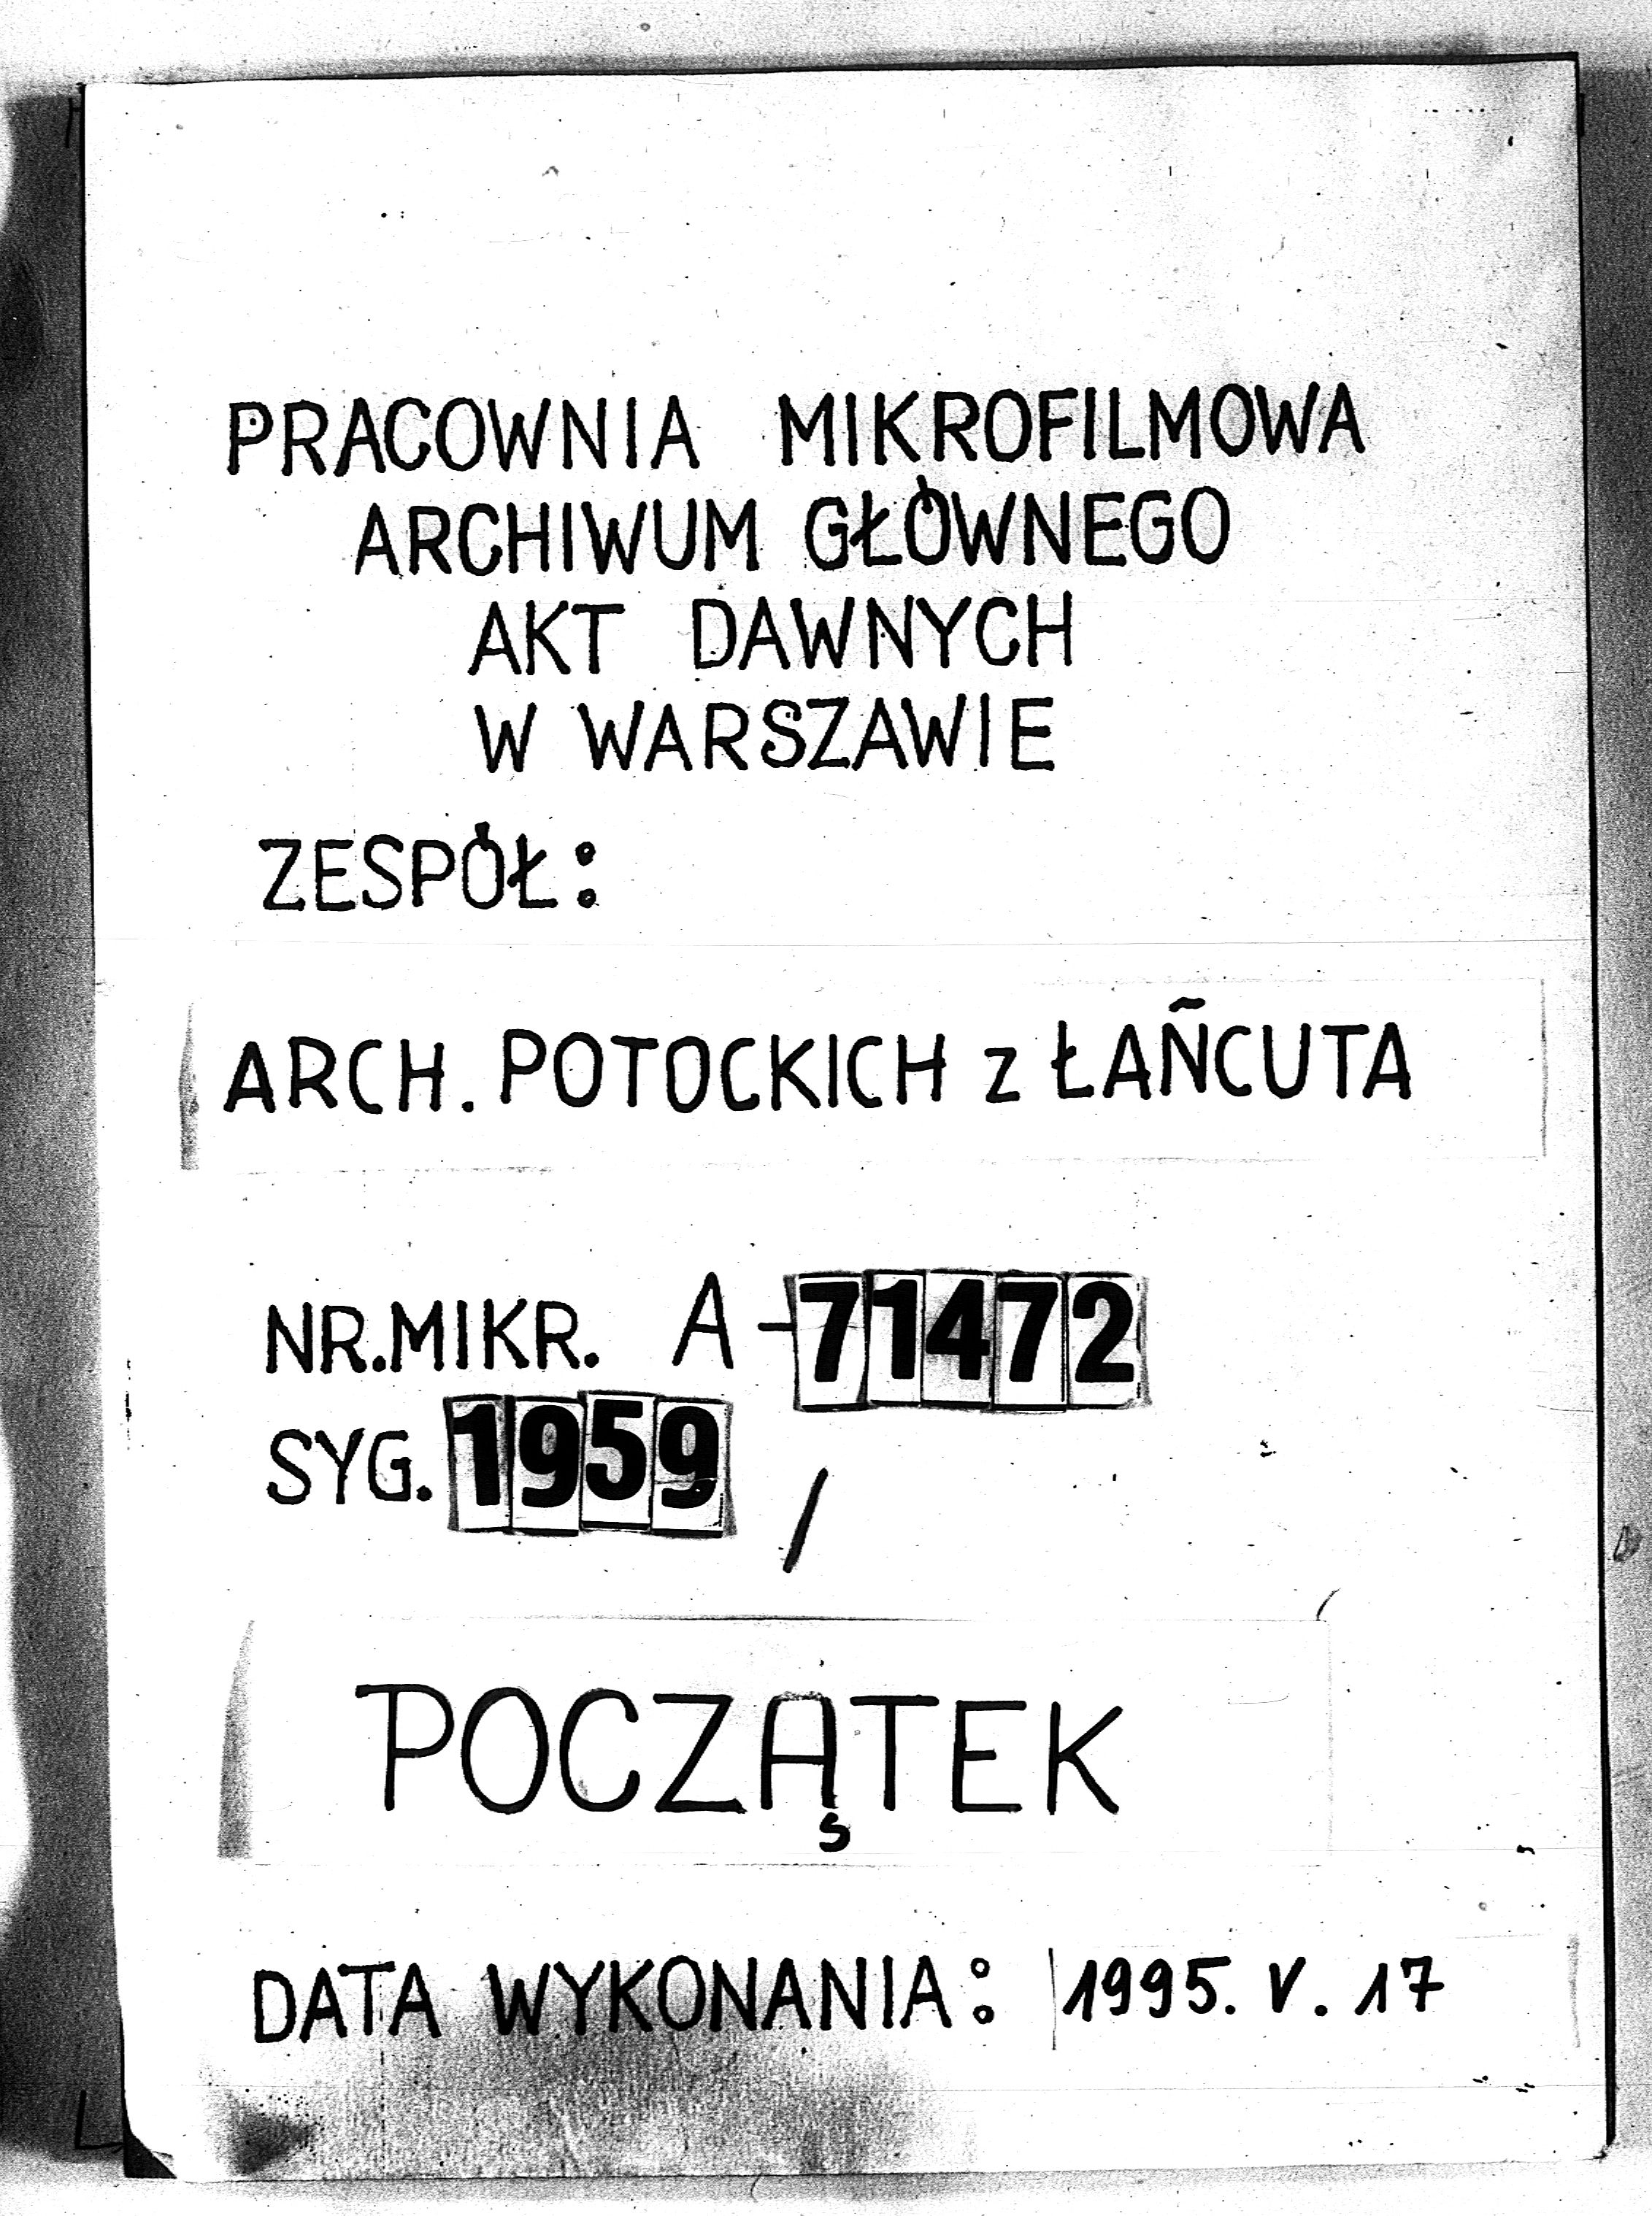 PRACOWNIA MIKROFILMOWA
ARCHIWUM GŁÓWNEGO
AKT DAWNYCH
W WARSZAWIE
ZESPÓŁ:
ARCH. POTOCKICH z ŁAŃCUTA
NR.MIKR. A-71472
SYG. 1959 /
POCZĄTEK
DATA WYKONANIA: 1995. V. 17